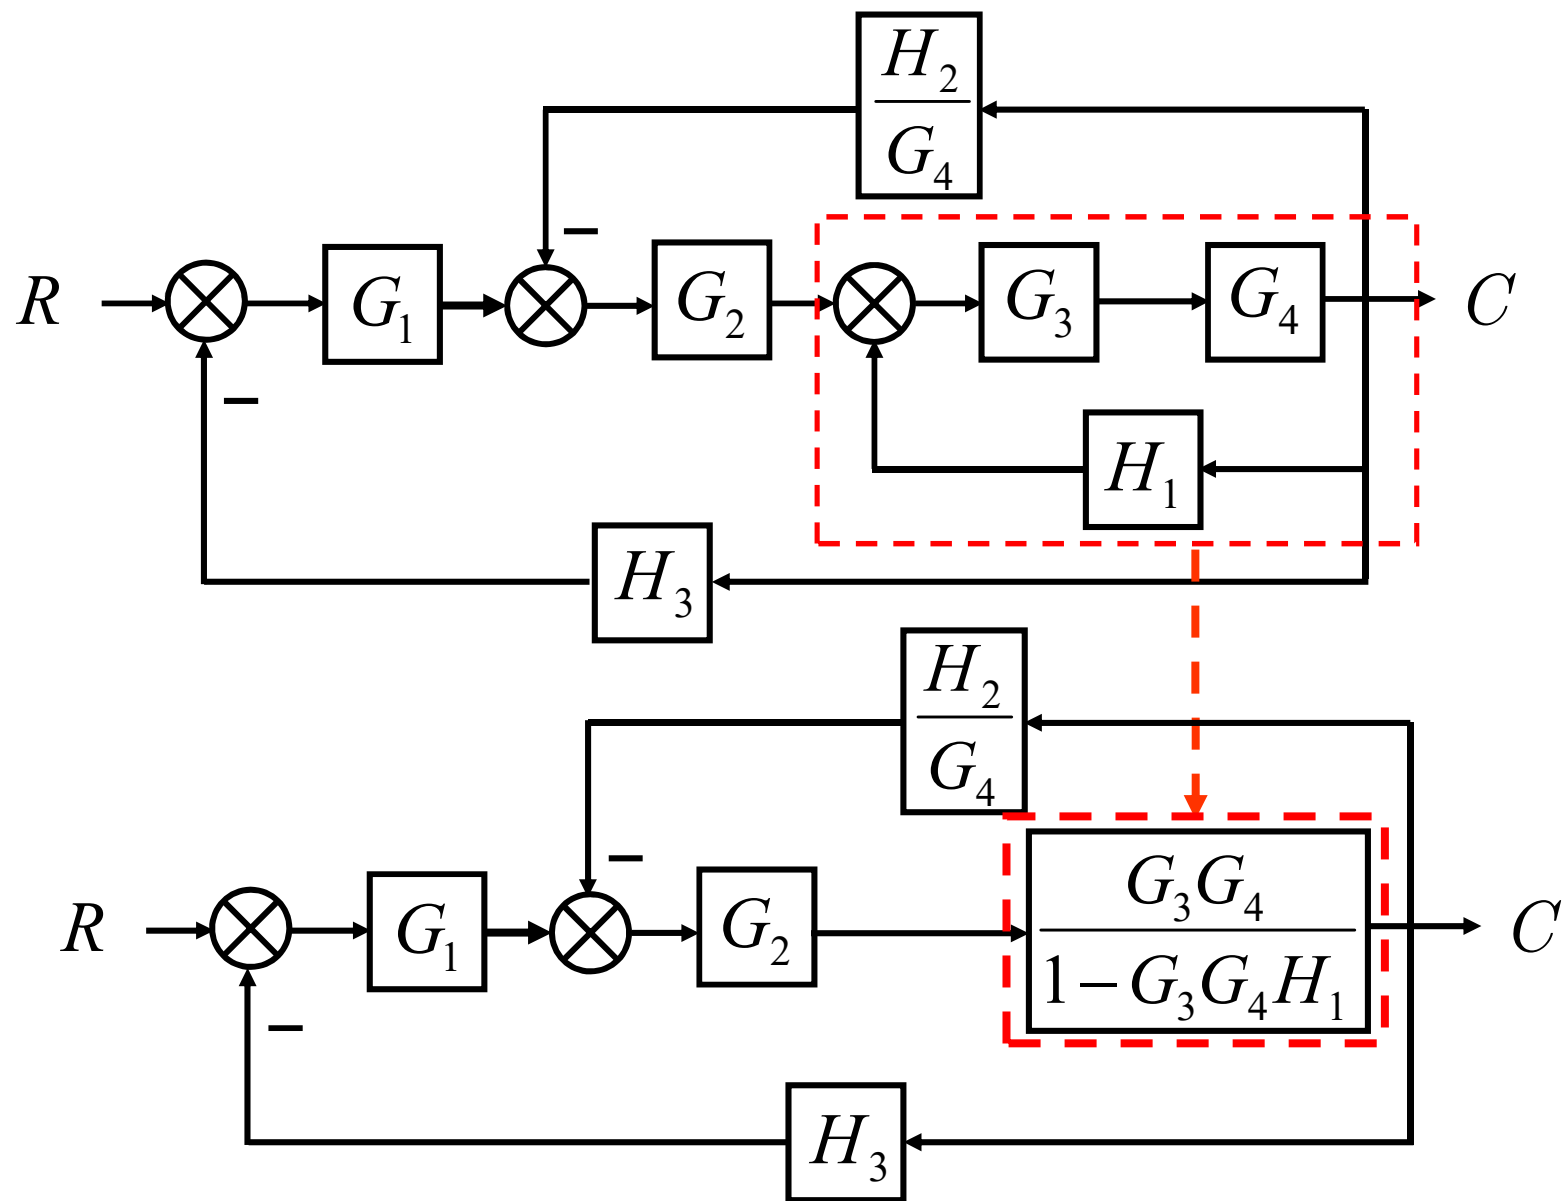 H₂
G₄
−
R G₁ G₂ G₃ G₄ C
−
H₁
H₃
H₂
G₄
−
R G₁ G₂ C
G₃G₄
1 − G₃G₄H₁
−
H₃